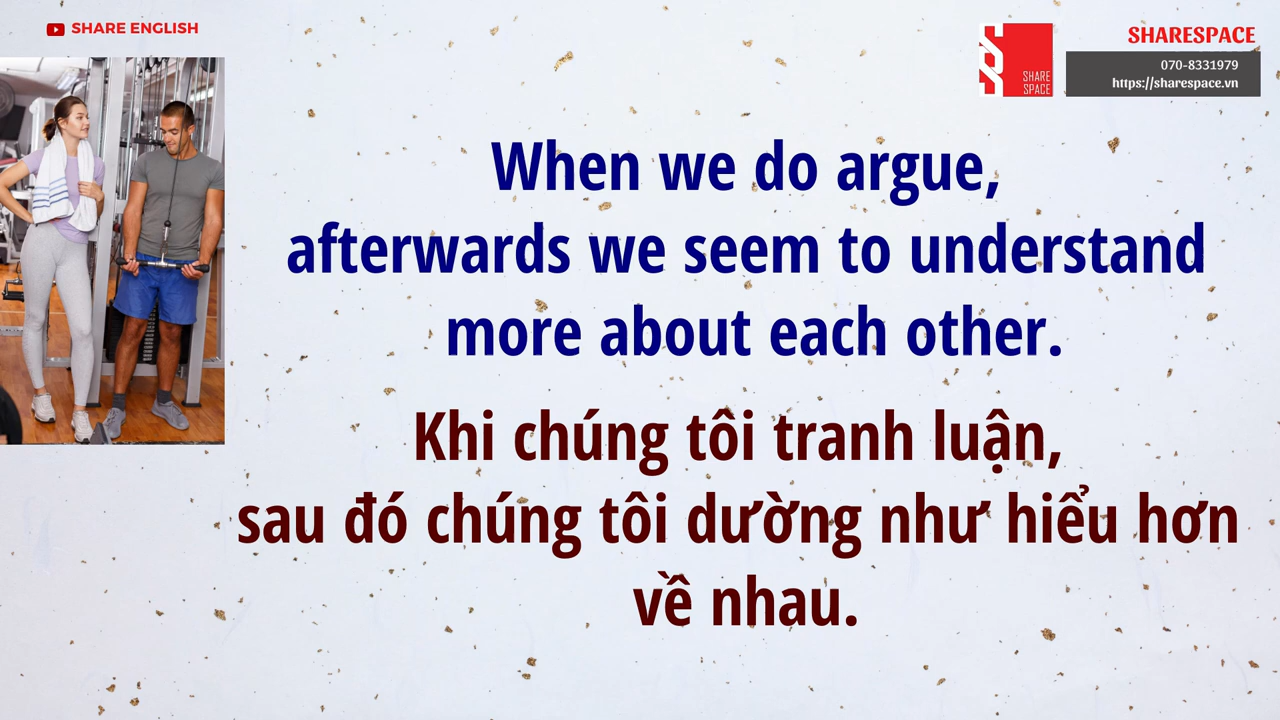 SHARE ENGLISH
SHARESPACE
070-8331979
https://sharespace.vn
SHARE
SPACE
When we do argue,
afterwards we seem to understand
more about each other.
Khi chúng tôi tranh luận,
sau đó chúng tôi dường như hiểu hơn
về nhau.